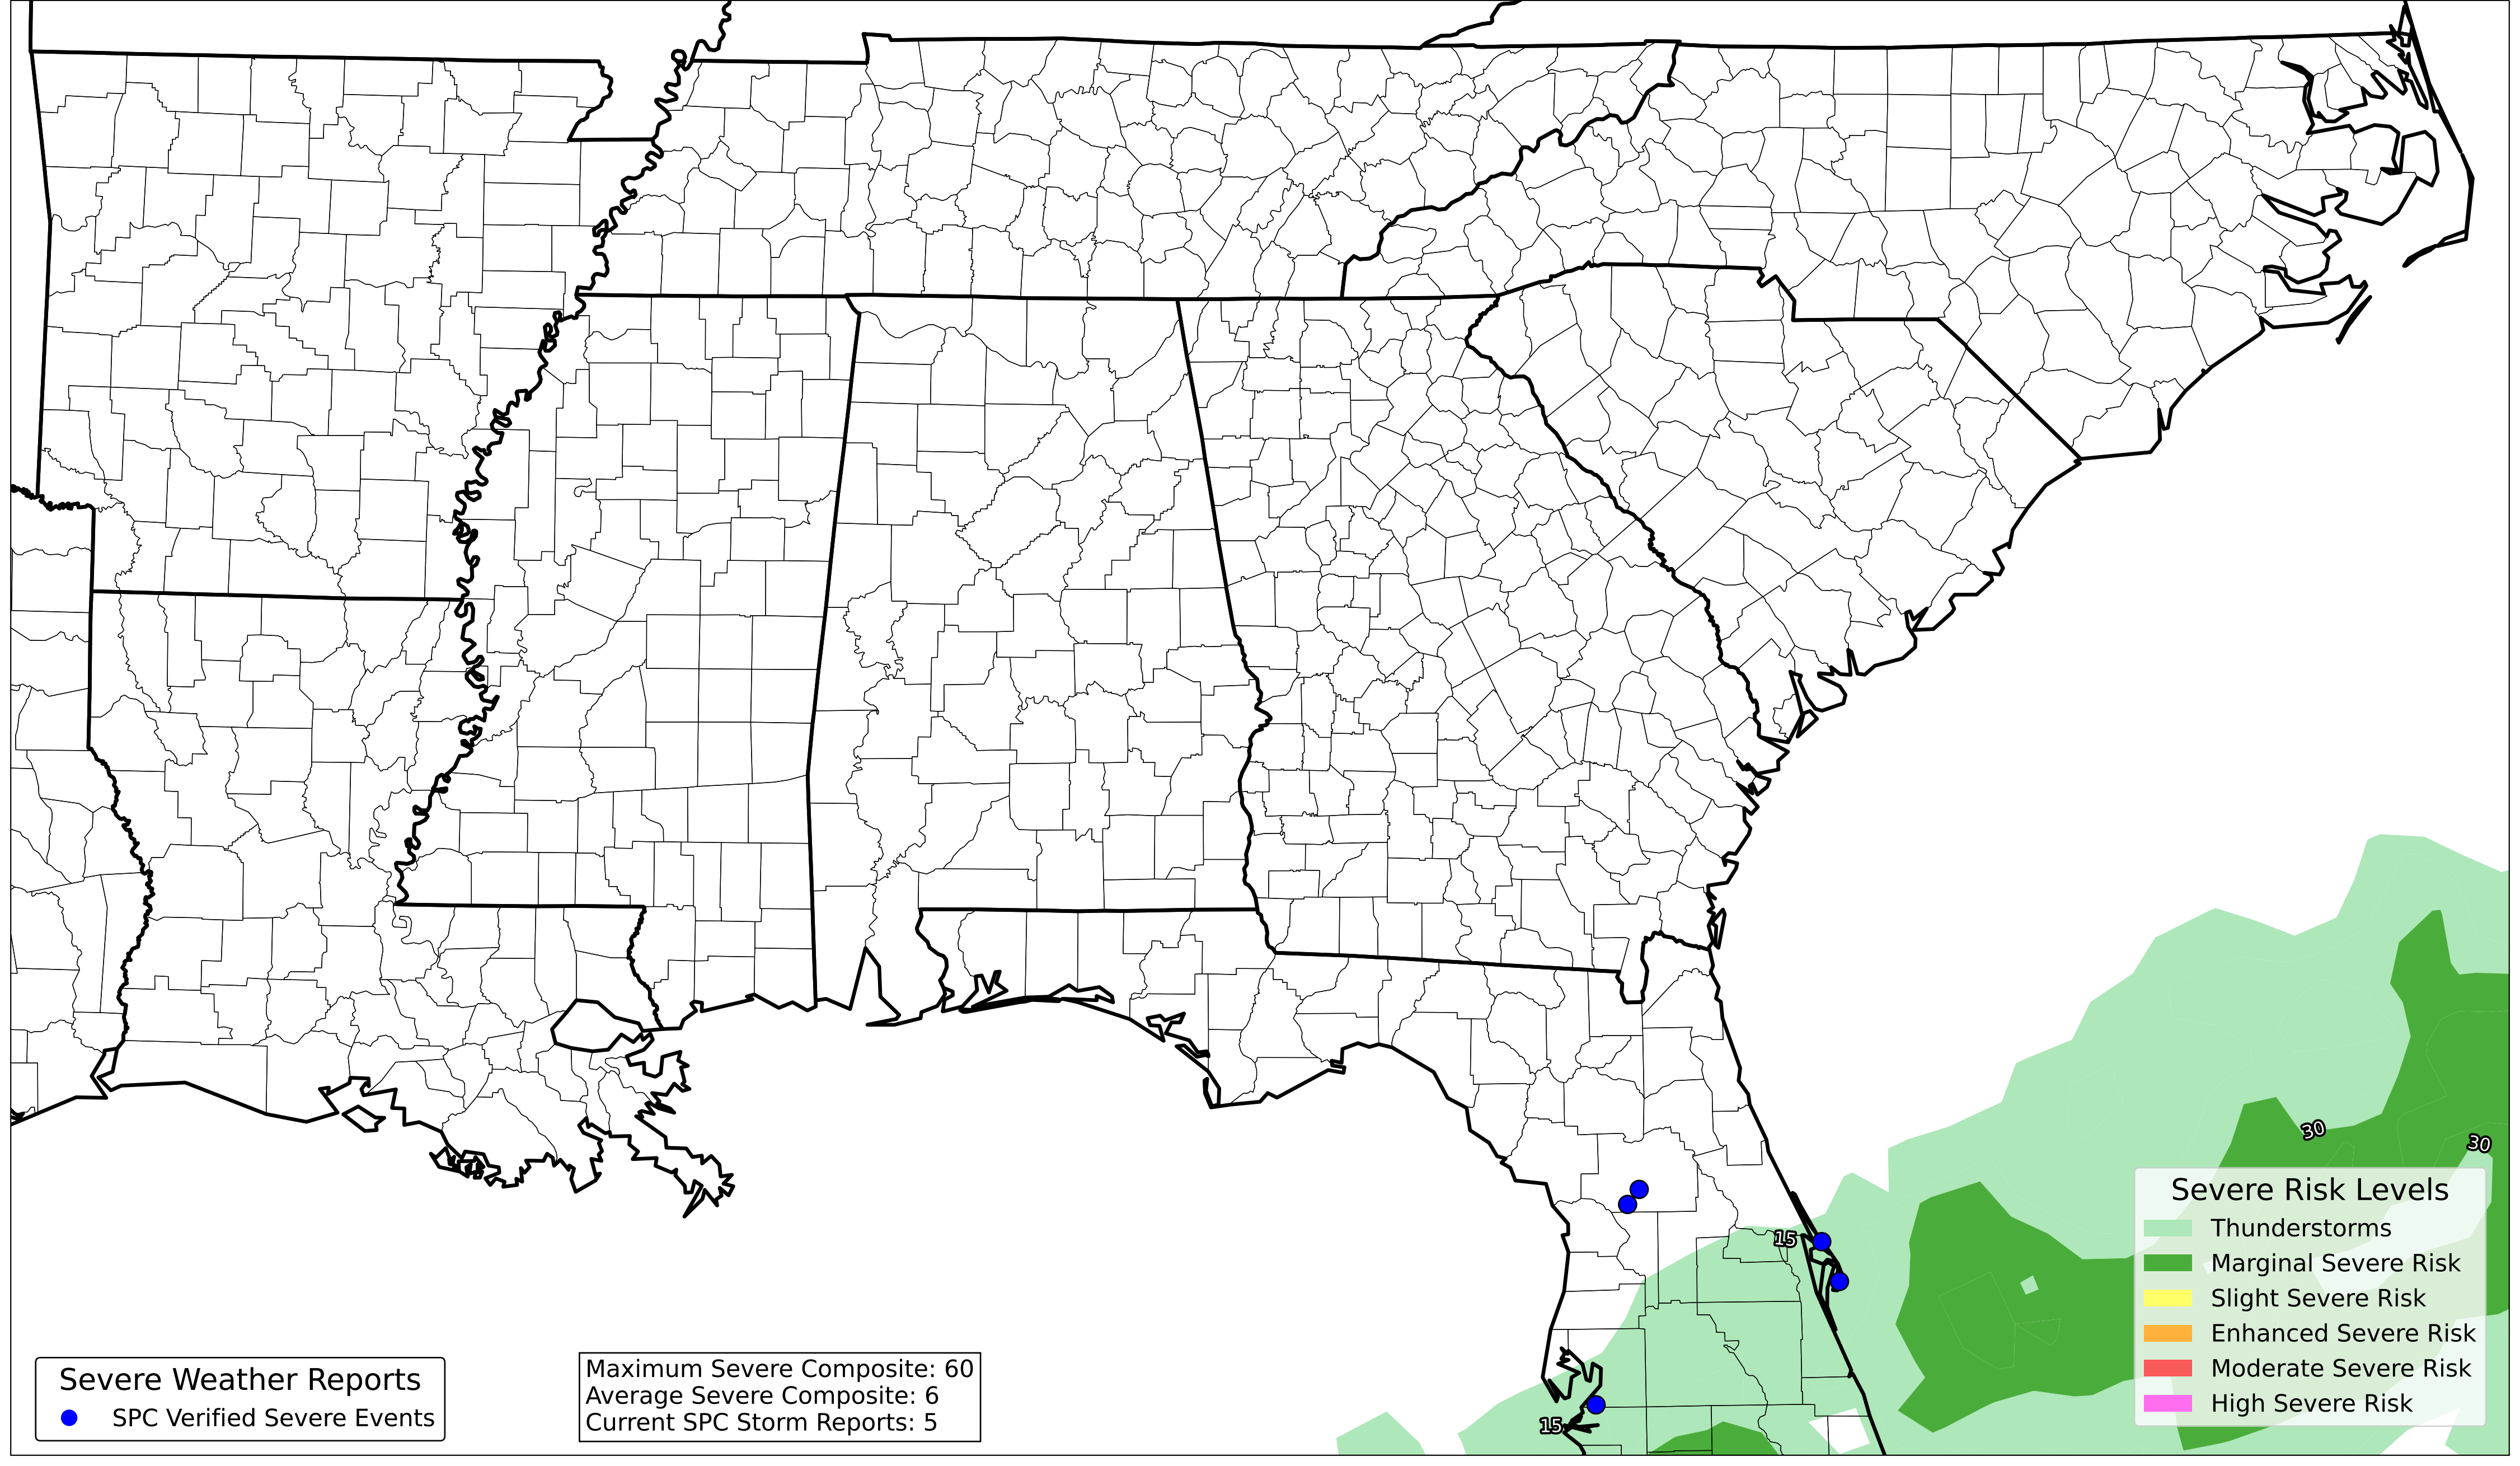 30
30
15
15
Severe Risk Levels
Thunderstorms
Marginal Severe Risk
Slight Severe Risk
Enhanced Severe Risk
Moderate Severe Risk
High Severe Risk
Severe Weather Reports
SPC Verified Severe Events
Maximum Severe Composite: 60
Average Severe Composite: 6
Current SPC Storm Reports: 5